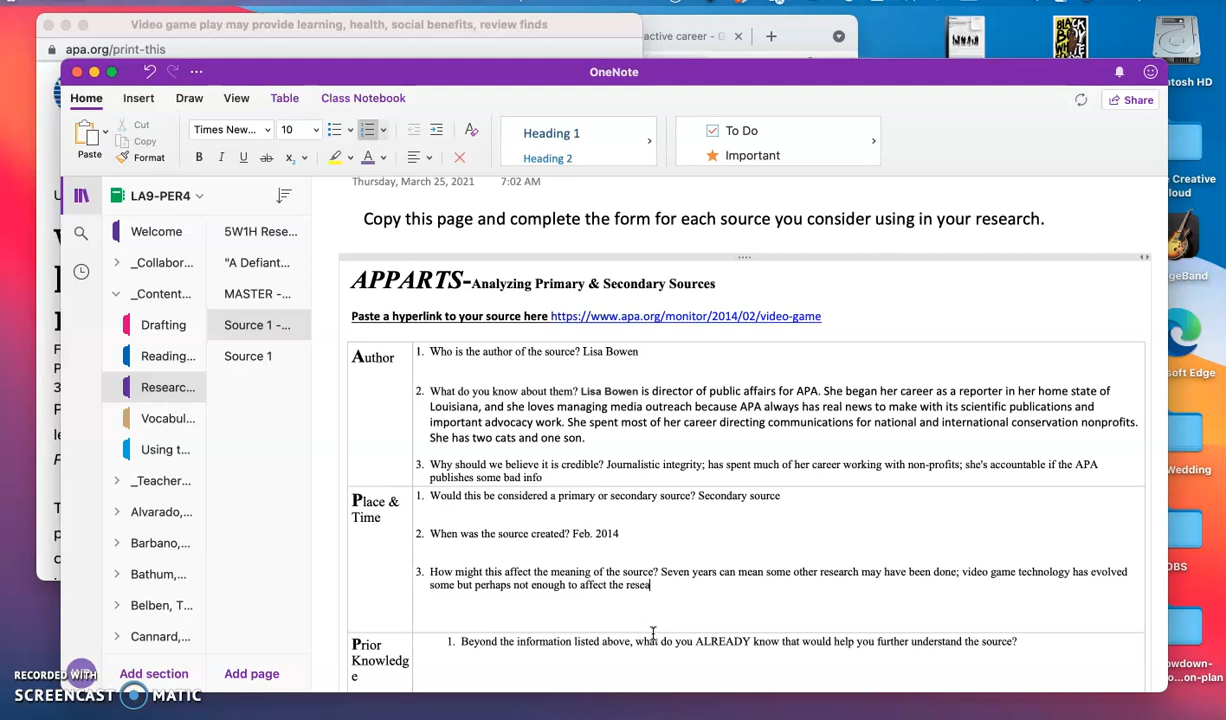 Video game play may provide learning, health, social benefits, review finds
apa.org/print-this
active career - G
OneNote
Home Insert Draw View Table Class Notebook
Share
Paste
Cut
Copy
Format
Times New... 10
B I U ab X2 A
Heading 1
Heading 2
To Do
Important
ntosh HD
e Creative
loud
geBand
soft Edge
Wedding
OBS
owdown-
...on-plan
LA9-PER4
Welcome
_Collabor...
_Content...
Drafting
Reading...
Researc...
Vocabul...
Using t...
_Teacher...
Alvarado,...
Barbano,...
Bathum,...
Belben, T...
Cannard,...
Add section
5W1H Rese...
"A Defiant...
MASTER -...
Source 1 -...
Source 1
Add page
Thursday, March 25, 2021 7:02 AM
Copy this page and complete the form for each source you consider using in your research.
APPARTS-Analyzing Primary & Secondary Sources
Paste a hyperlink to your source here https://www.apa.org/monitor/2014/02/video-game
Author
1. Who is the author of the source? Lisa Bowen
2. What do you know about them? Lisa Bowen is director of public affairs for APA. She began her career as a reporter in her home state of
Louisiana, and she loves managing media outreach because APA always has real news to make with its scientific publications and
important advocacy work. She spent most of her career directing communications for national and international conservation nonprofits.
She has two cats and one son.
3. Why should we believe it is credible? Journalistic integrity; has spent much of her career working with non-profits; she's accountable if the APA
publishes some bad info
Place &
Time
1. Would this be considered a primary or secondary source? Secondary source
2. When was the source created? Feb. 2014
3. How might this affect the meaning of the source? Seven years can mean some other research may have been done; video game technology has evolved
some but perhaps not enough to affect the resea
Prior
Knowledg
e
1. Beyond the information listed above, what do you ALREADY know that would help you further understand the source?
RECORDED WITH
SCREENCAST MATIC